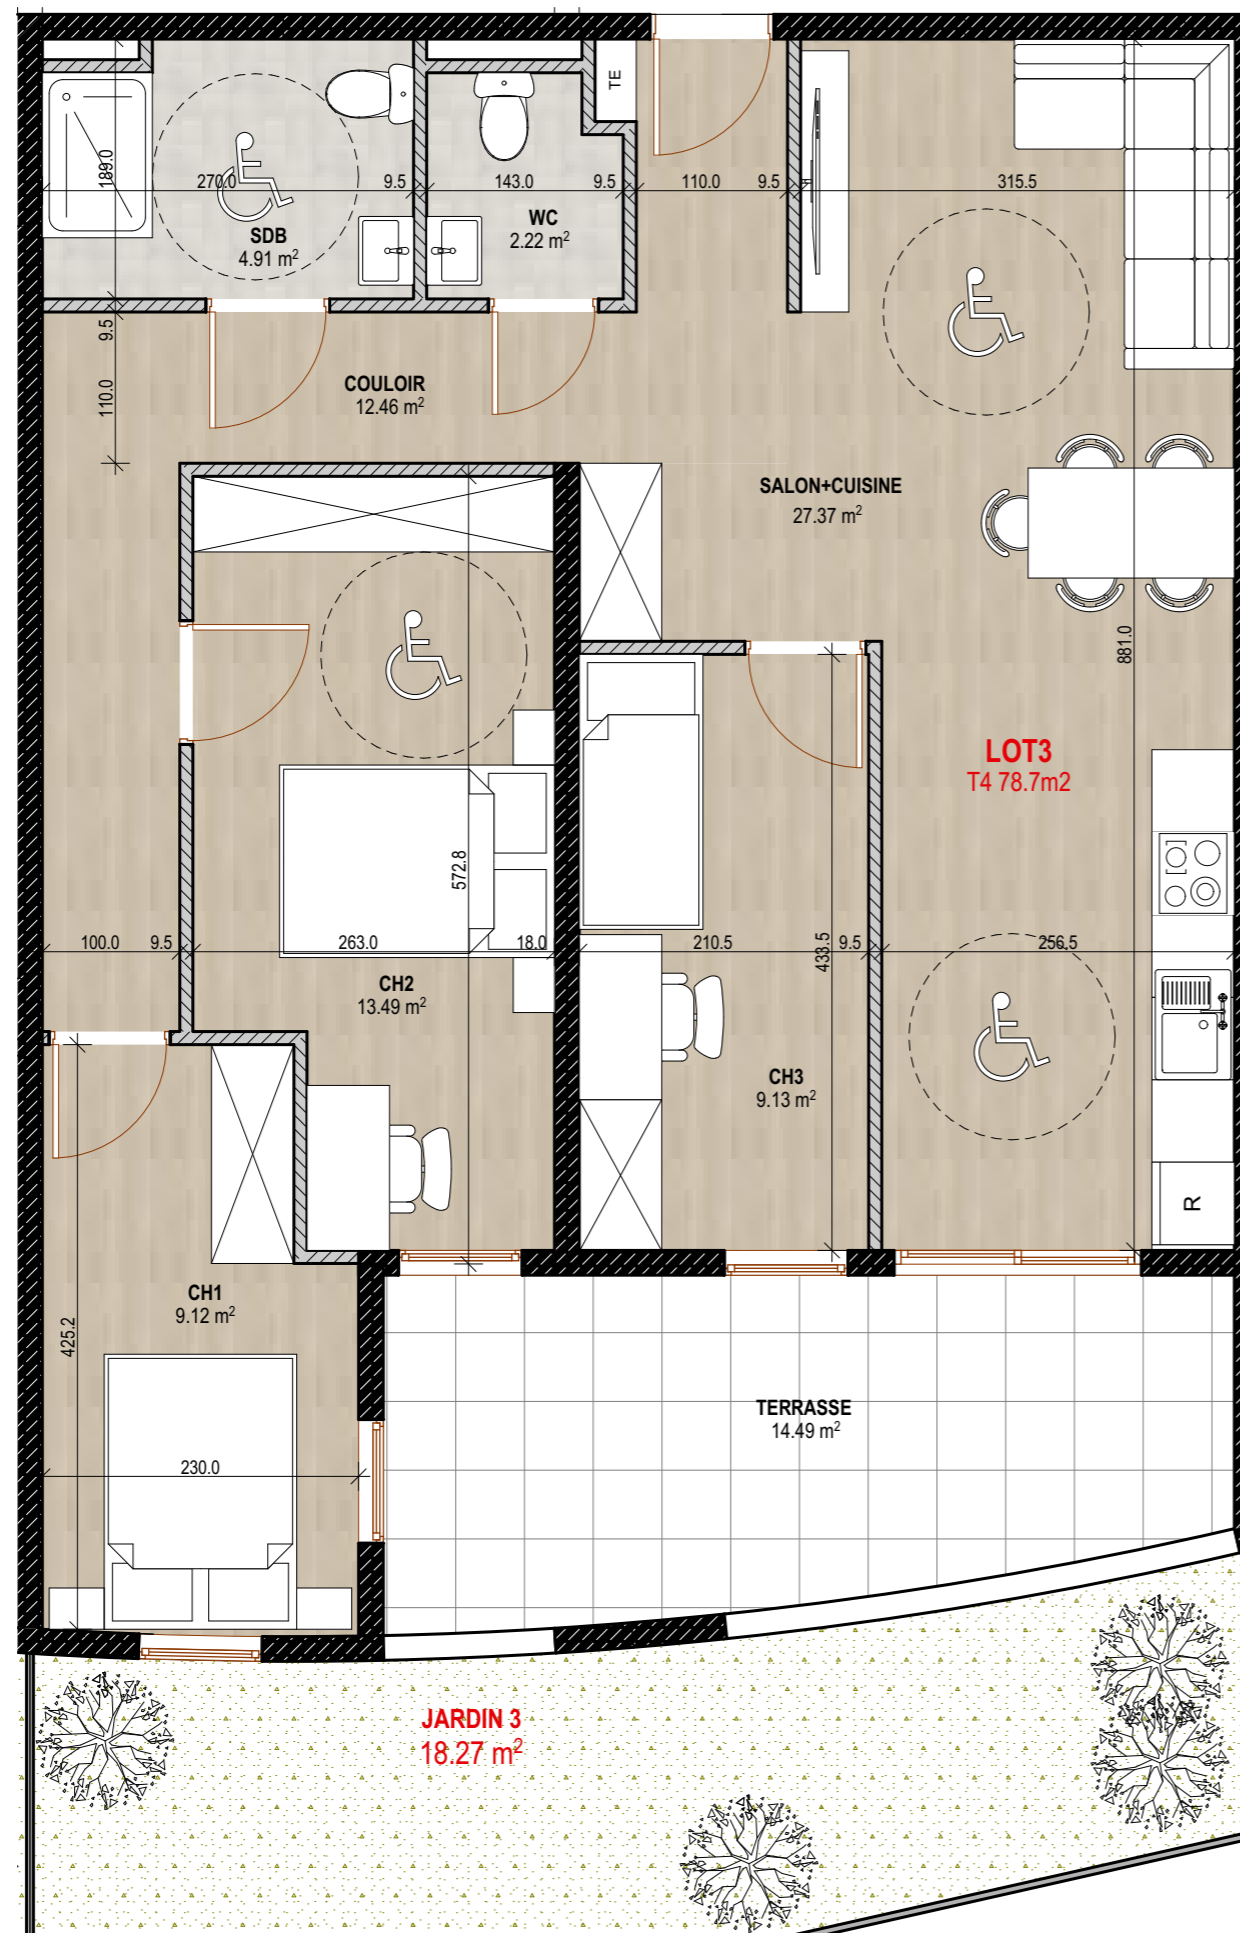 TE
189.0
270.0
9.5
143.0
9.5
110.0
9.5
315.5
SDB
4.91 m²
WC
2.22 m²
9.5
110.0
COULOIR
12.46 m²
SALON+CUISINE
27.37 m²
881.0
LOT3
T4 78.7m2
572.8
100.0
9.5
263.0
18.0
210.5
433.5
9.5
256.5
CH2
13.49 m²
CH3
9.13 m²
R
CH1
9.12 m²
425.2
TERRASSE
14.49 m²
230.0
JARDIN 3
18.27 m²